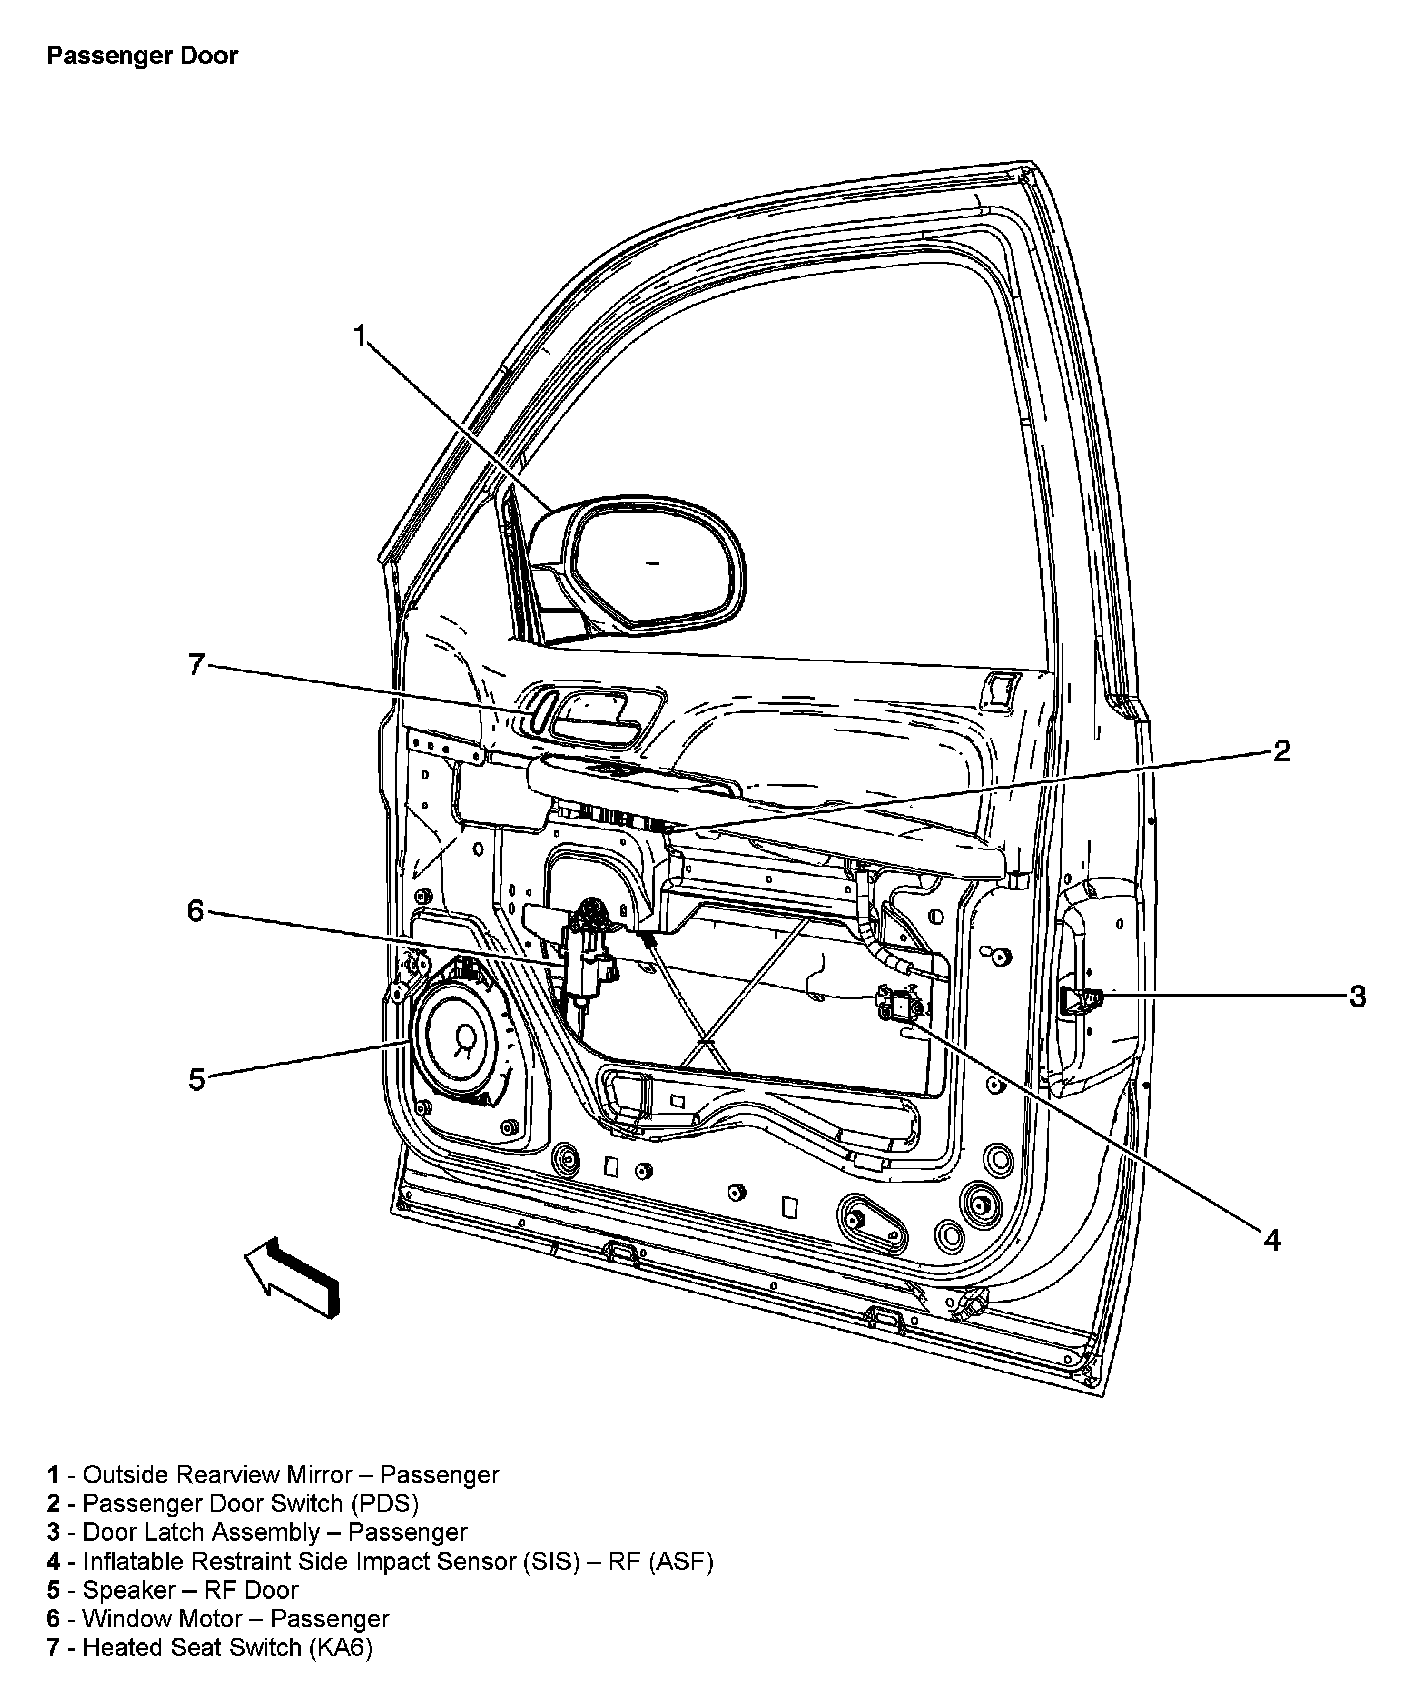 Passenger Door
1
7
2
6
3
5
4
1 - Outside Rearview Mirror – Passenger
2 - Passenger Door Switch (PDS)
3 - Door Latch Assembly – Passenger
4 - Inflatable Restraint Side Impact Sensor (SIS) – RF (ASF)
5 - Speaker – RF Door
6 - Window Motor – Passenger
7 - Heated Seat Switch (KA6)